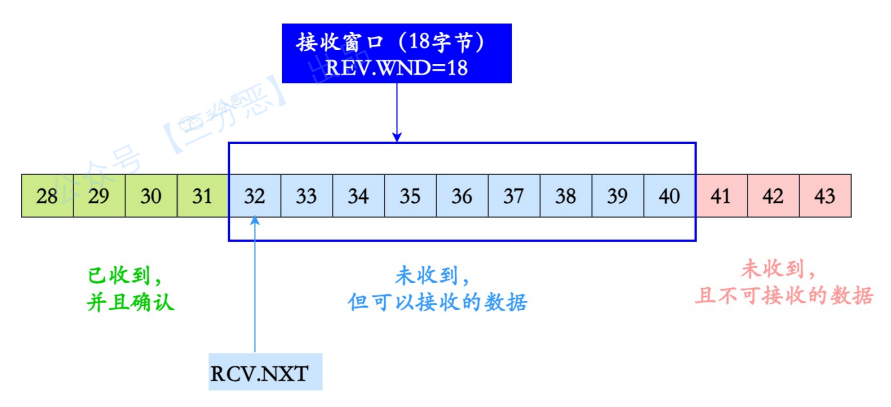 接收窗口（18字节）
REV.WND=18
公众号【三分恶】出品
28 29 30 31 32 33 34 35 36 37 38 39 40 41 42 43
已收到，
并且确认
未收到，
但可以接收的数据
未收到，
且不可接收的数据
RCV.NXT